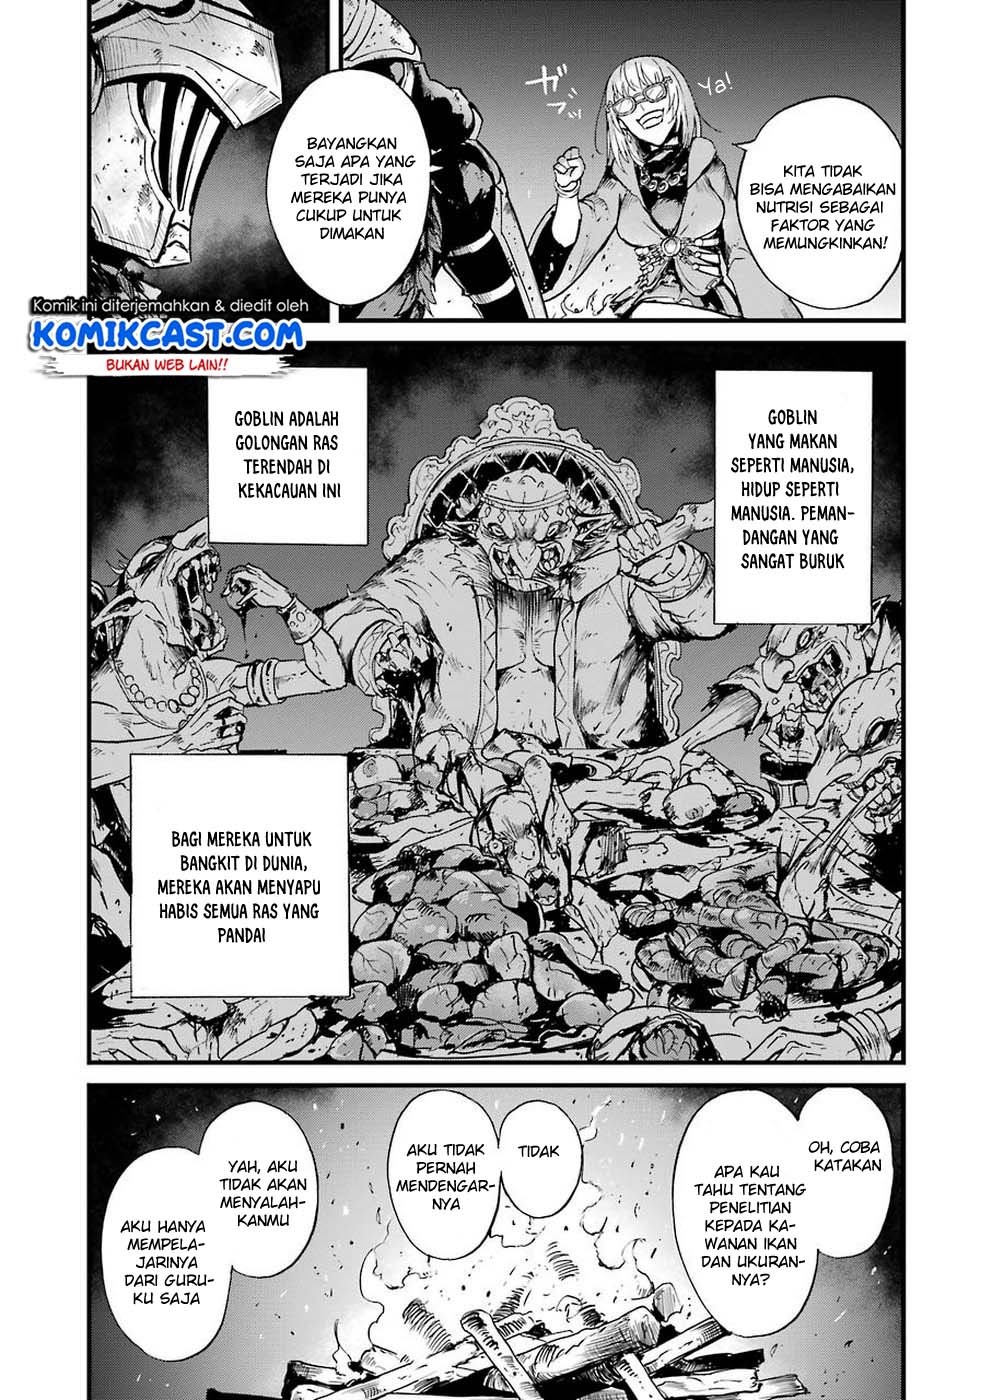 KITA TIDAK
BISA MENGABAIKAN
NUTRISI SEBAGAI
FAKTOR YANG
MEMUNGKINKAN!
Ya!
ガブッ
BAYANGKAN
SAJA APA YANG
TERJADI JIKA
MEREKA PUNYA
CUKUP UNTUK
DIMAKAN
Komik ini diterjemahkan & diedit oleh
KOMIKCAST.COM
BUKAN WEB LAIN!!
GOBLIN
YANG MAKAN
SEPERTI MANUSIA,
HIDUP SEPERTI
MANUSIA. PEMAN-
DANGAN YANG
SANGAT BURUK
GOBLIN ADALAH
GOLONGAN RAS
TERENDAH DI
KEKACAUAN INI
BAGI MEREKA UNTUK
BANGKIT DI DUNIA,
MEREKA AKAN MENYAPU
HABIS SEMUA RAS YANG
PANDAI
OH, COBA
KATAKAN
APA KAU
TAHU TENTANG
PENELITIAN
KEPADA KA-
WANAN IKAN
DAN UKURAN-
NYA?
TIDAK
AKU TIDAK
PERNAH
MENDENGAR-
NYA
YAH, AKU
TIDAK AKAN
MENYALAH-
KANMU
AKU HANYA
MEMPELA-
JARINYA
DARI GURU-
KU SAJA